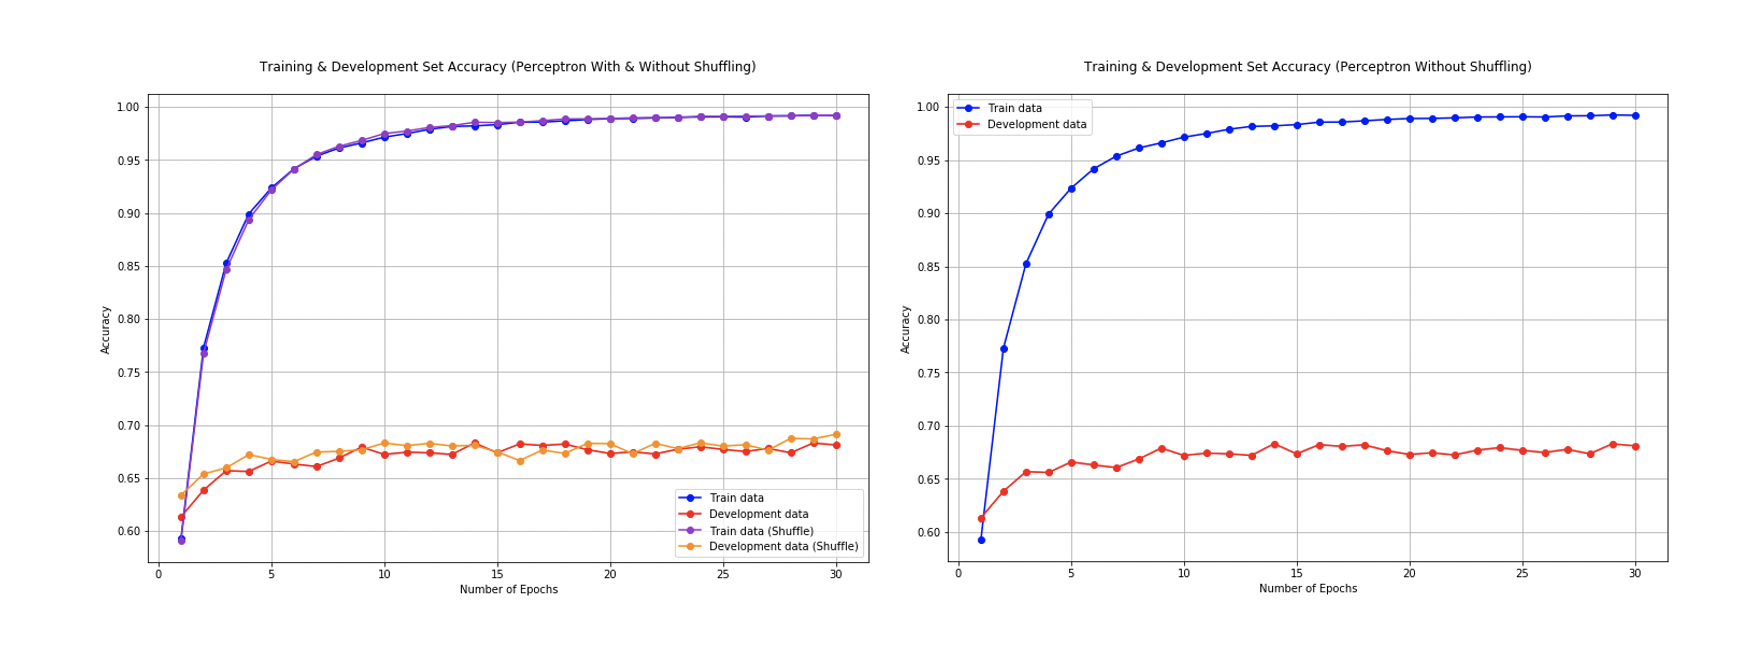 Training & Development Set Accuracy (Perceptron With & Without Shuffling)
1.00
0.95
0.90
0.85
0.80
0.75
0.70
0.65
0.60
Accuracy
Train data
Development data
Train data (Shuffle)
Development data (Shuffle)
0 5 10 15 20 25 30
Number of Epochs
Training & Development Set Accuracy (Perceptron Without Shuffling)
Train data
Development data
1.00
0.95
0.90
0.85
0.80
0.75
0.70
0.65
0.60
Accuracy
0 5 10 15 20 25 30
Number of Epochs